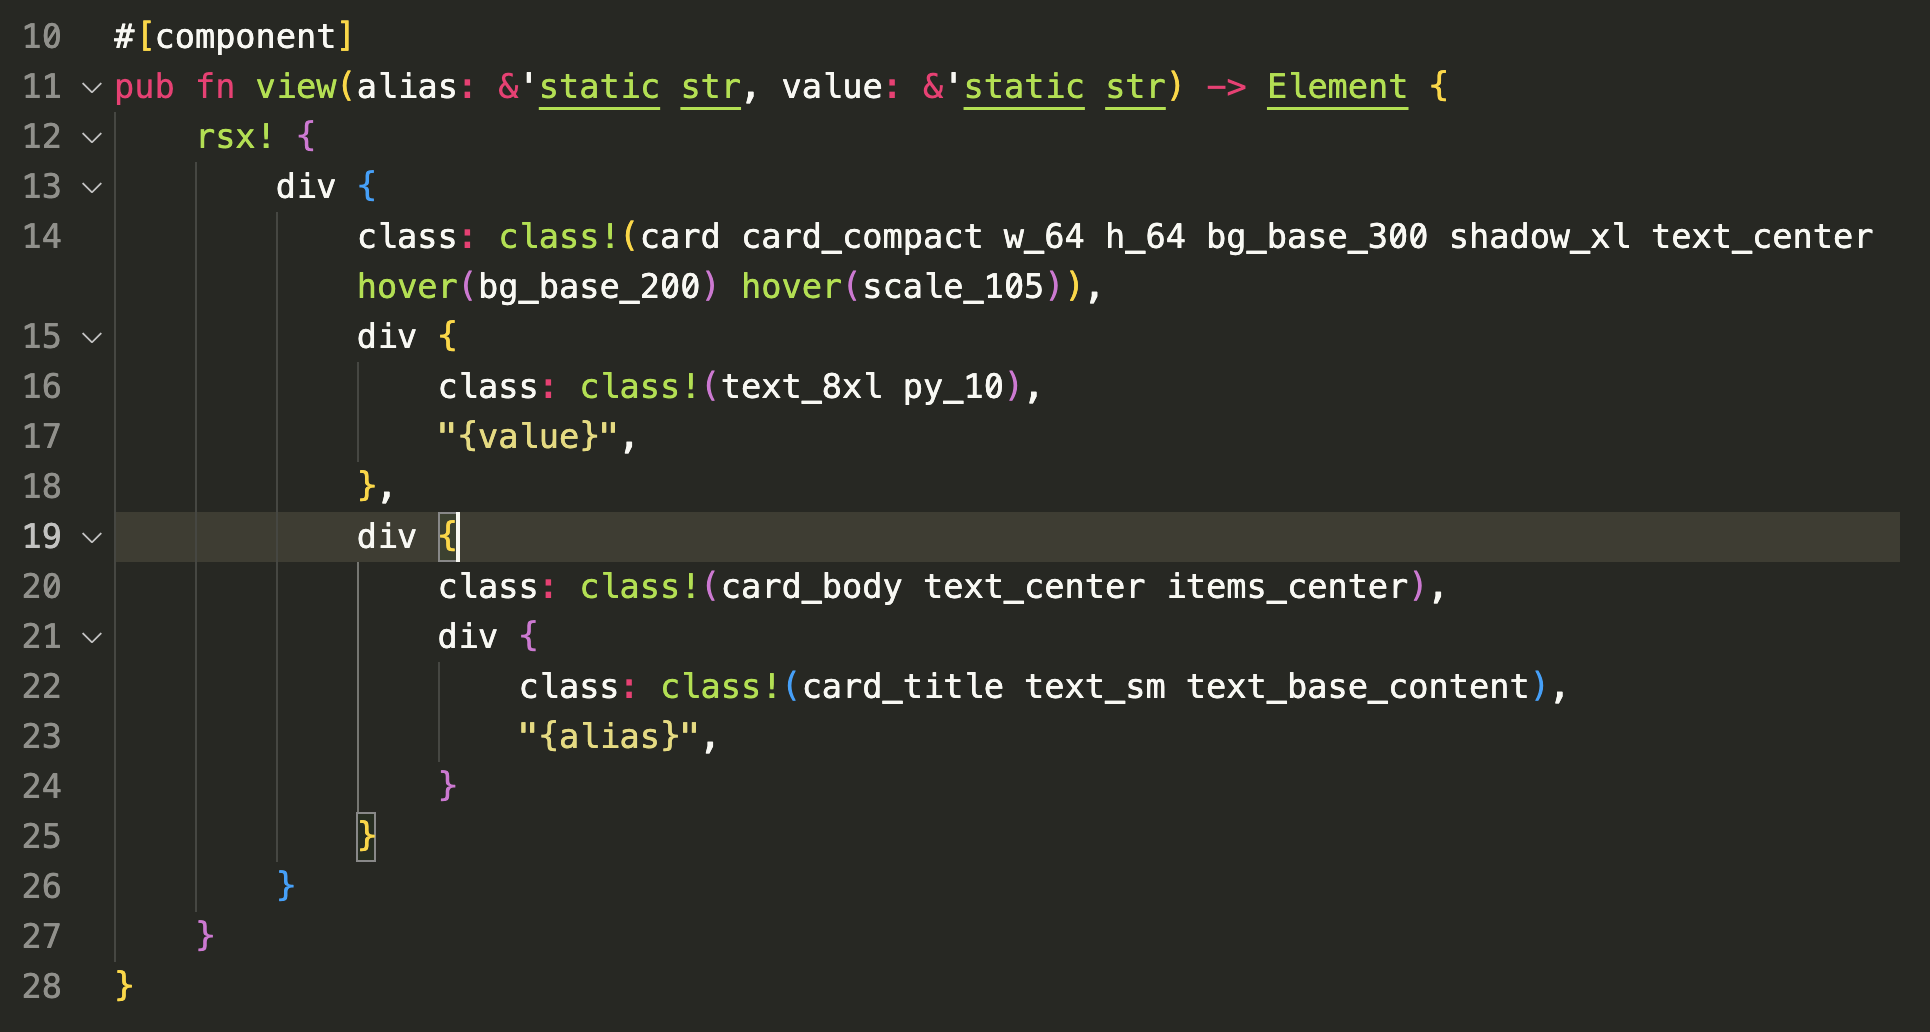 10 #[component]
11 pub fn view(alias: &'static str, value: &'static str) -> Element {
12     rsx! {
13         div {
14             class: class!(card card_compact w_64 h_64 bg_base_300 shadow_xl text_center
            hover(bg_base_200) hover(scale_105)),
15             div {
16                 class: class!(text_8xl py_10),
17                 "{value}",
18             },
19             div {
20                 class: class!(card_body text_center items_center),
21                 div {
22                     class: class!(card_title text_sm text_base_content),
23                     "{alias}",
24                 }
25             }
26         }
27     }
28 }